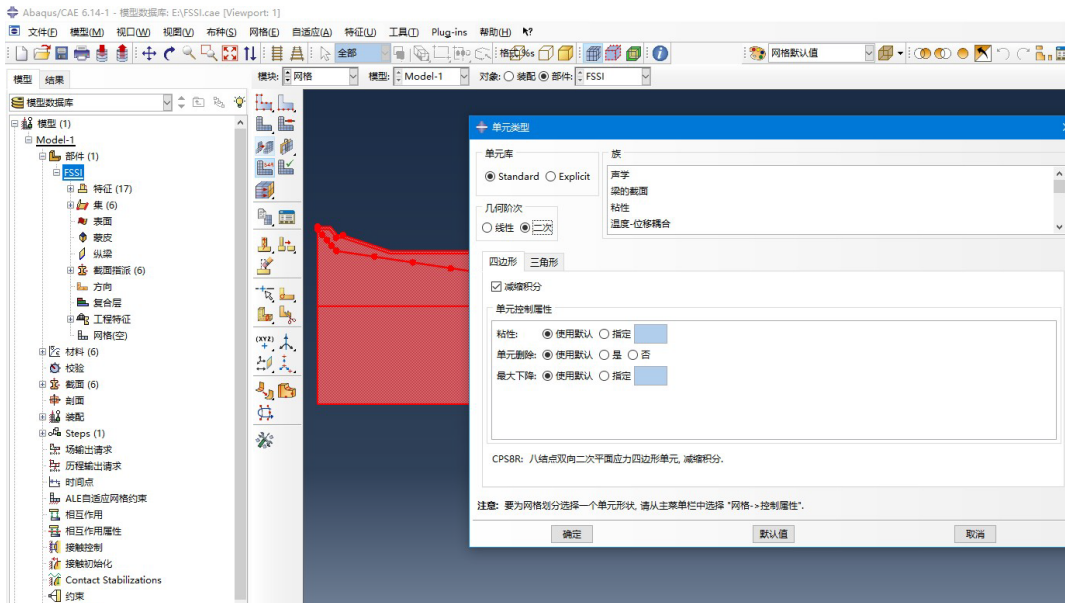 Abaqus/CAE 6.14-1 - 模型数据库: E:\FSSI.cae [Viewport: 1]
文件(F) 模型(M) 视口(W) 视图(V) 布种(S) 网格(E) 自适应(A) 特征(U) 工具(T) Plug-ins 帮助(H)
全部 网格默认值
模型 结果 模块: 网格 模型: Model-1 对象: 装配 部件: FSSI
模型数据库
模型 (1)
Model-1
部件 (1)
FSSI
特征 (17)
集 (6)
表面
蒙皮
纵梁
截面指派 (6)
方向
复合层
工程特征
网格(空)
材料 (6)
校验
截面 (6)
剖面
装配
Steps (1)
场输出请求
历程输出请求
时间点
ALE自适应网格约束
相互作用
相互作用属性
接触控制
接触初始化
Contact Stabilizations
约束
(XYZ)
单元类型
单元库
Standard Explicit
几何阶次
线性 二次
族
声学
梁的截面
粘性
温度-位移耦合
四边形 三角形
减缩积分
单元控制属性
粘性: 使用默认 指定
单元删除: 使用默认 是 否
最大下降: 使用默认 指定
CPS8R: 八结点双向二次平面应力四边形单元, 减缩积分.
注意: 要为网格划分选择一个单元形状, 请从主菜单栏中选择 "网格->控制属性".
确定 默认值 取消